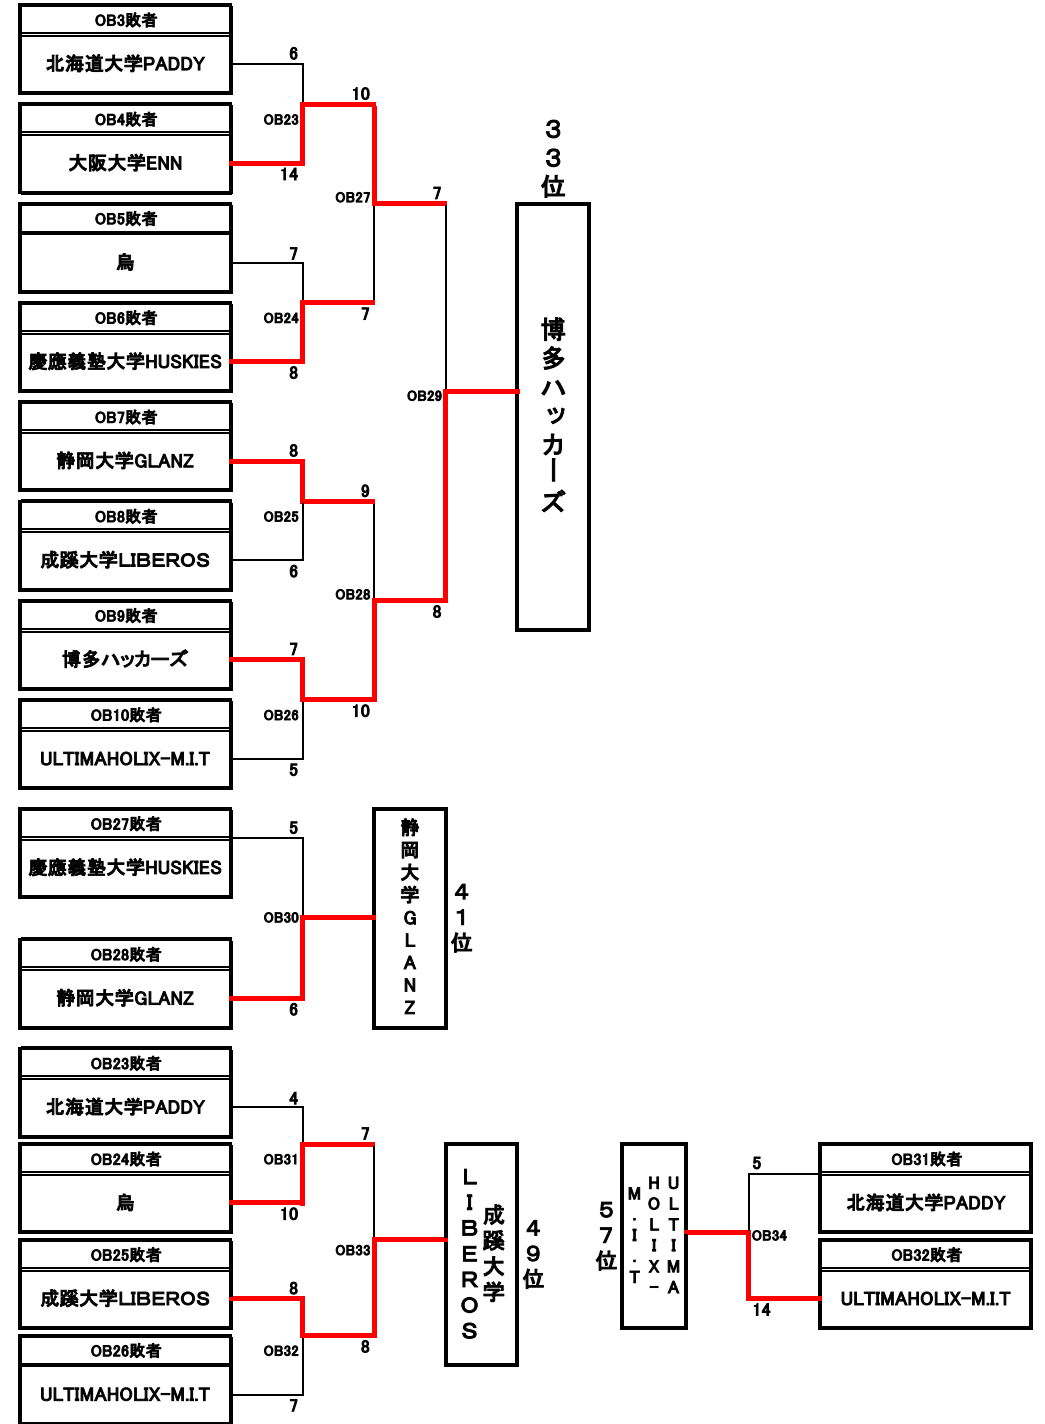 OB3敗者
北海道大学PADDY
6
OB4敗者
大阪大学ENN
14
OB23
10
OB5敗者
鳥
7
OB6敗者
慶應義塾大学HUSKIES
8
OB24
7
OB27
7
OB7敗者
静岡大学GLANZ
8
OB8敗者
成蹊大学LIBEROS
6
OB25
9
OB9敗者
博多ハッカーズ
7
OB10敗者
ULTIMAHOLIX-M.I.T
5
OB26
10
OB28
8
OB29
33位
博多ハッカーズ
OB27敗者
慶應義塾大学HUSKIES
5
OB28敗者
静岡大学GLANZ
6
OB30
静岡大学GLANZ
41位
OB23敗者
北海道大学PADDY
4
OB24敗者
鳥
10
OB31
7
OB25敗者
成蹊大学LIBEROS
8
OB26敗者
ULTIMAHOLIX-M.I.T
7
OB32
8
OB33
成蹊大学
LIBEROS
49位
57位
ULTIMA
HOLIX-
M.I.T
OB34
5
OB31敗者
北海道大学PADDY
14
OB32敗者
ULTIMAHOLIX-M.I.T